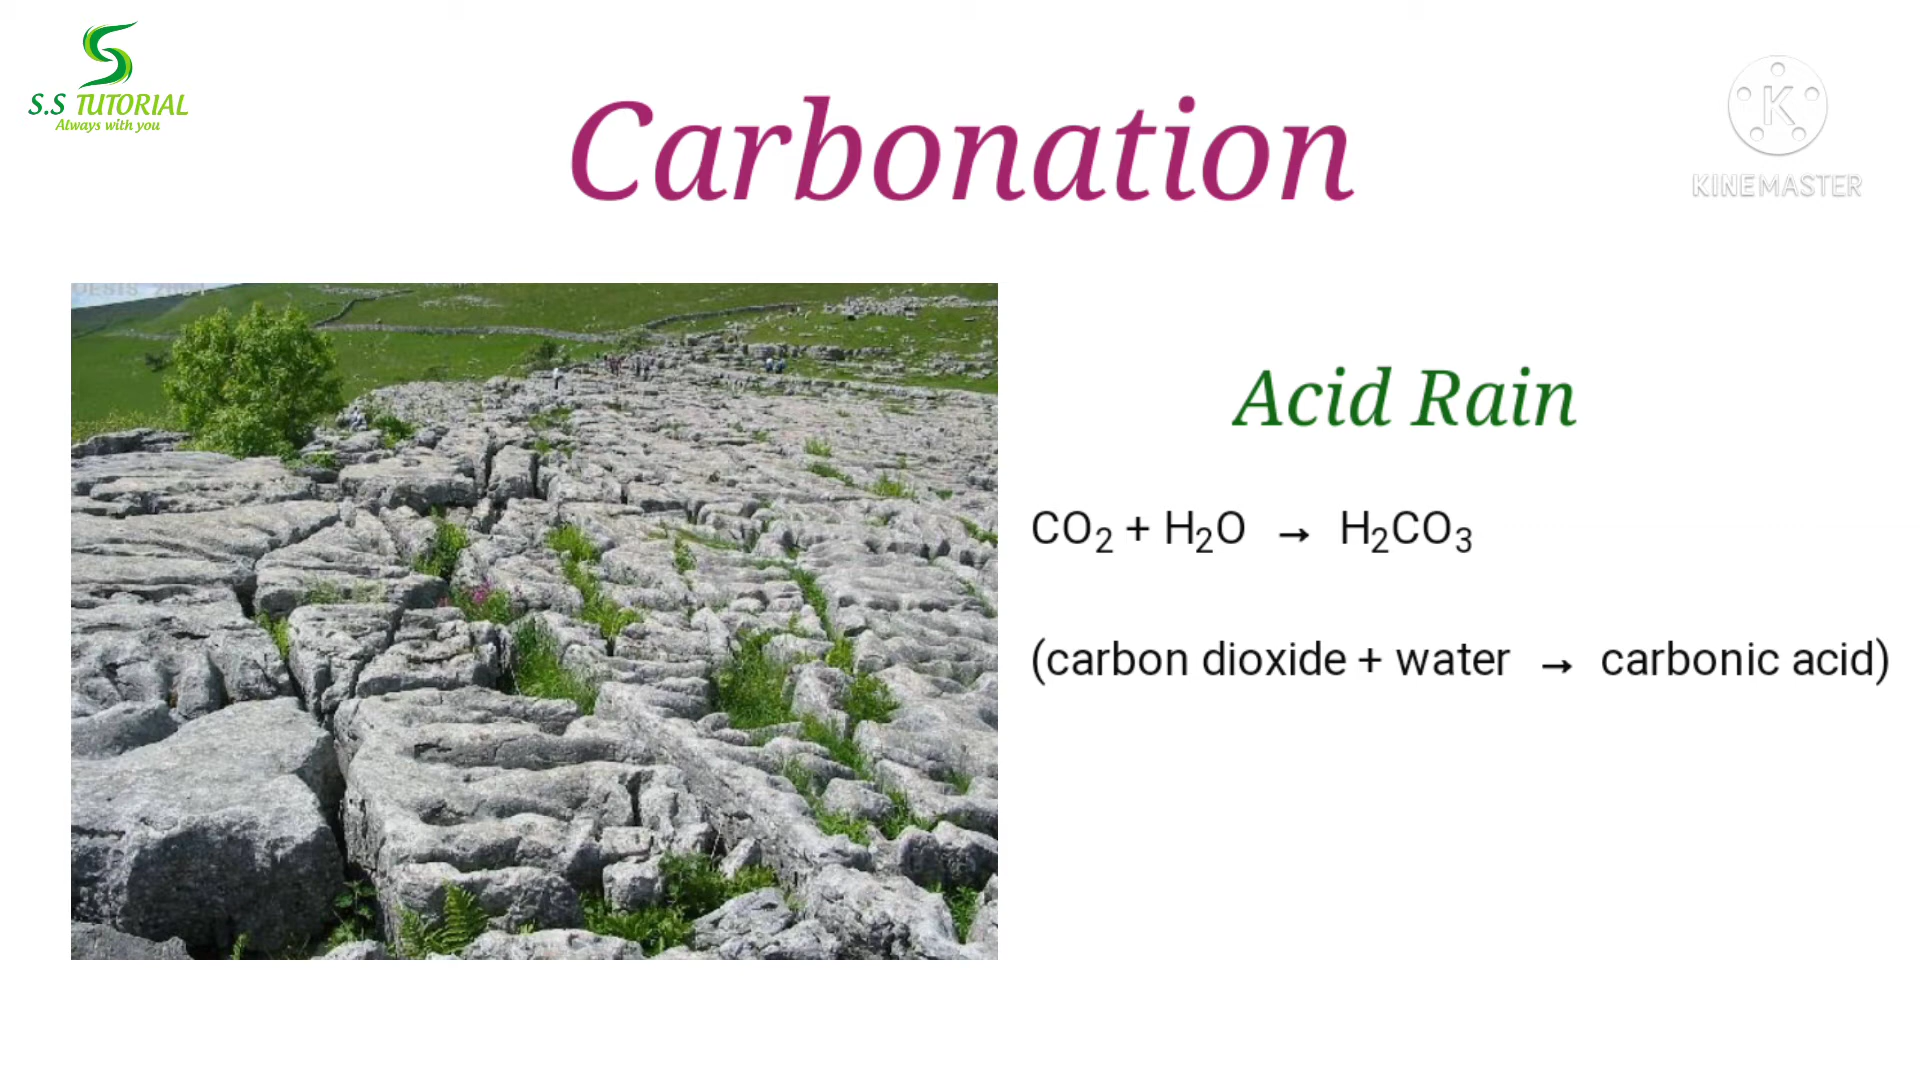 S.S TUTORIAL
Always with you
Carbonation
KINEMASTER
Acid Rain
CO₂ + H₂O → H₂CO₃
(carbon dioxide + water → carbonic acid)